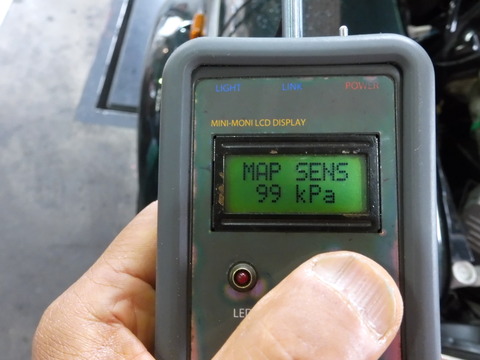 LIGHT LINK POWER
MINI-MONI LCD DISPLAY
MAP SENS
99 kPa
LED